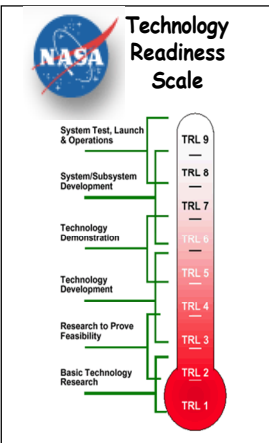 NASA
Technology
Readiness
Scale
System Test, Launch
& Operations
System/Subsystem
Development
Technology
Demonstration
Technology
Development
Research to Prove
Feasibility
Basic Technology
Research
TRL 9
TRL 8
TRL 7
TRL 6
TRL 5
TRL 4
TRL 3
TRL 2
TRL 1